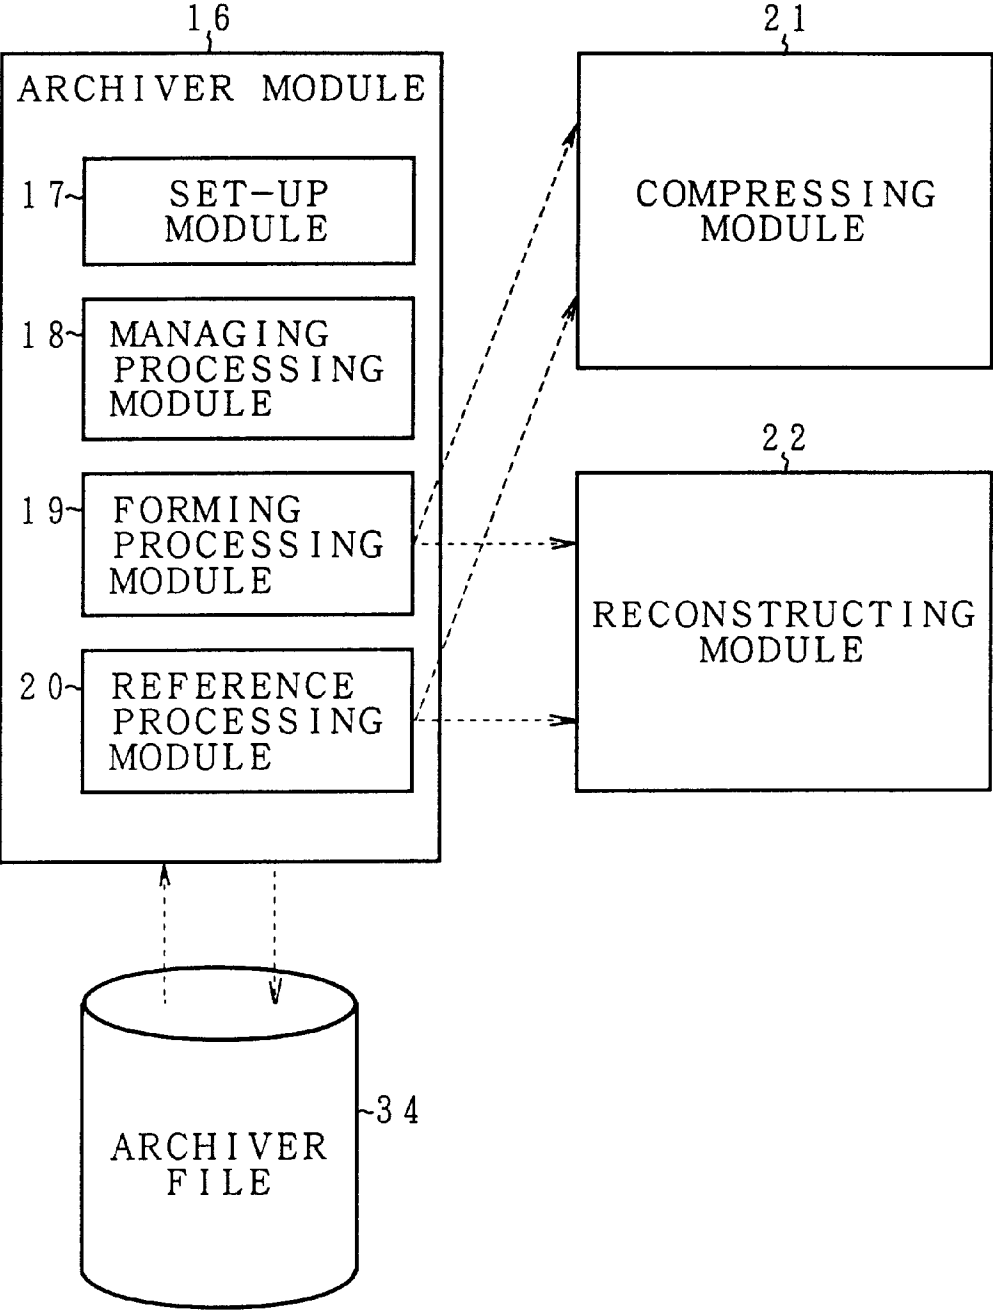 16
ARCHIVER MODULE
17
SET-UP
MODULE
18
MANAGING
PROCESSING
MODULE
19
FORMING
PROCESSING
MODULE
20
REFERENCE
PROCESSING
MODULE
21
COMPRESSING
MODULE
22
RECONSTRUCTING
MODULE
34
ARCHIVER
FILE